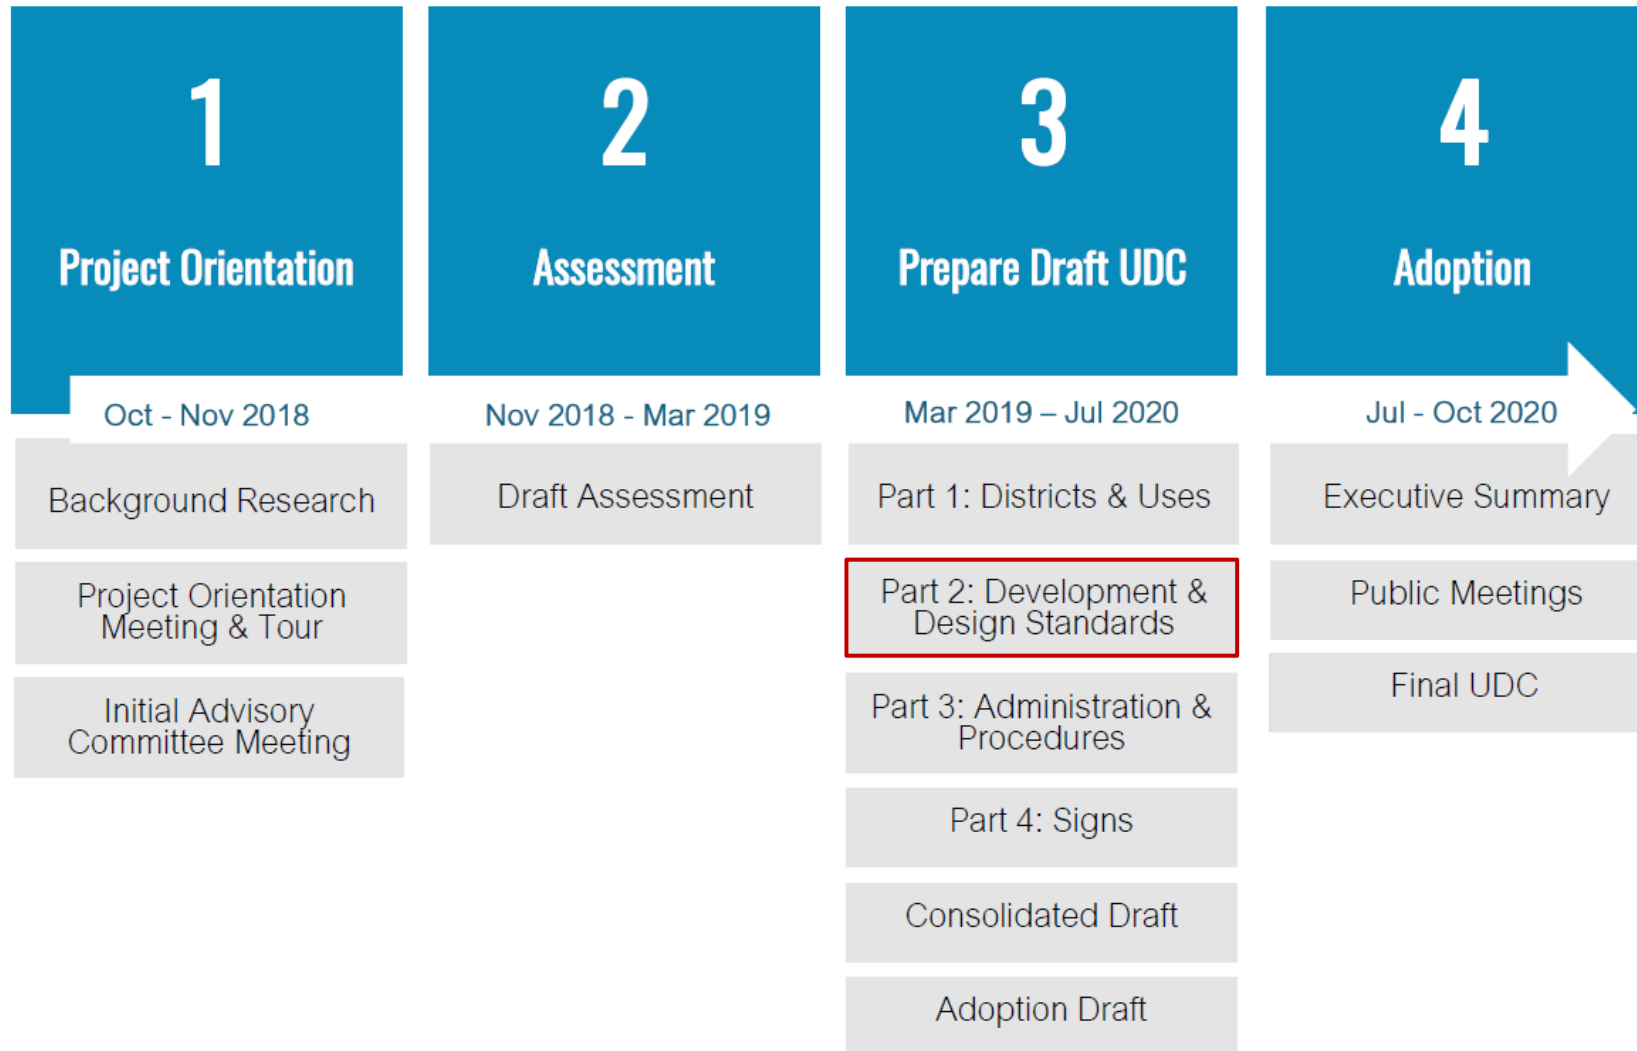 1
Project Orientation
Oct - Nov 2018
Background Research
Project Orientation
Meeting & Tour
Initial Advisory
Committee Meeting
2
Assessment
Nov 2018 - Mar 2019
Draft Assessment
3
Prepare Draft UDC
Mar 2019 – Jul 2020
Part 1: Districts & Uses
Part 2: Development &
Design Standards
Part 3: Administration &
Procedures
Part 4: Signs
Consolidated Draft
Adoption Draft
4
Adoption
Jul - Oct 2020
Executive Summary
Public Meetings
Final UDC